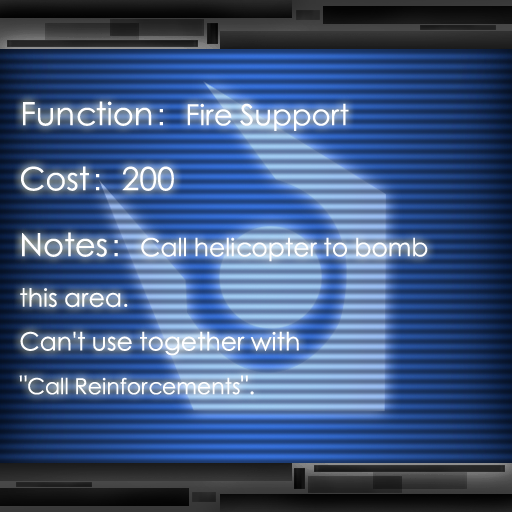 Function: Fire Support
Cost: 200
Notes: Call helicopter to bomb
this area.
Can't use together with
"Call Reinforcements".